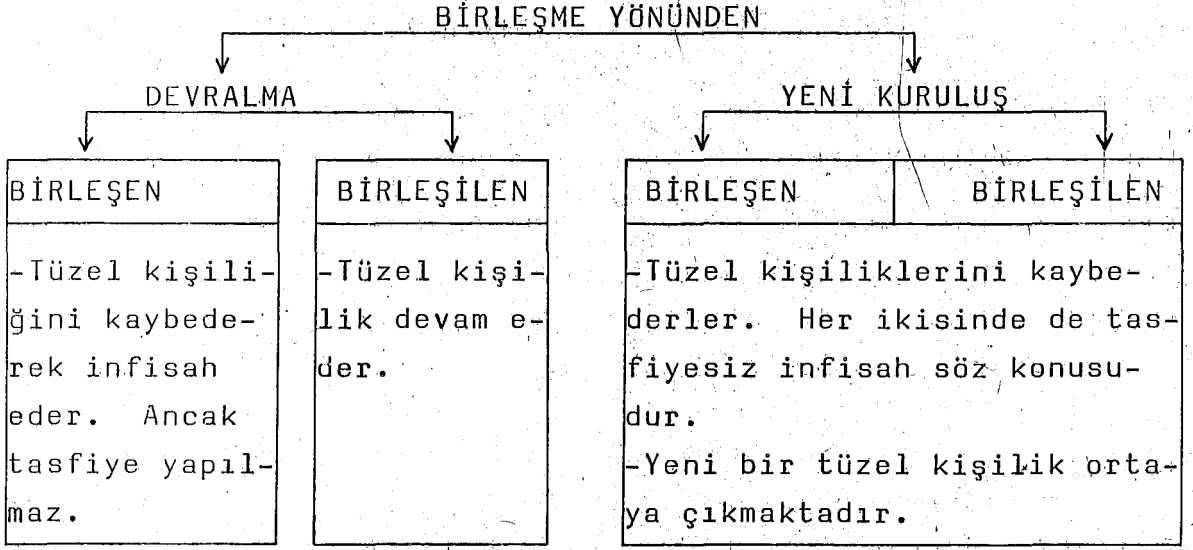 BİRLEŞME YÖNÜNDEN
DEVRALMA
YENİ KURULUŞ
BİRLEŞEN
BİRLEŞİLEN
BİRLEŞEN
BİRLEŞİLEN
-Tüzel kişili-
ğini kaybede-
rek infisah
eder. Ancak
tasfiye yapıl-
maz.
-Tüzel kişi-
lik devam e-
der.
-Tüzel kişiliklerini kaybe-
derler. Her ikisinde de tas-
fiyesiz infisah söz konusu-
dur.
-Yeni bir tüzel kişilik orta-
ya çıkmaktadır.